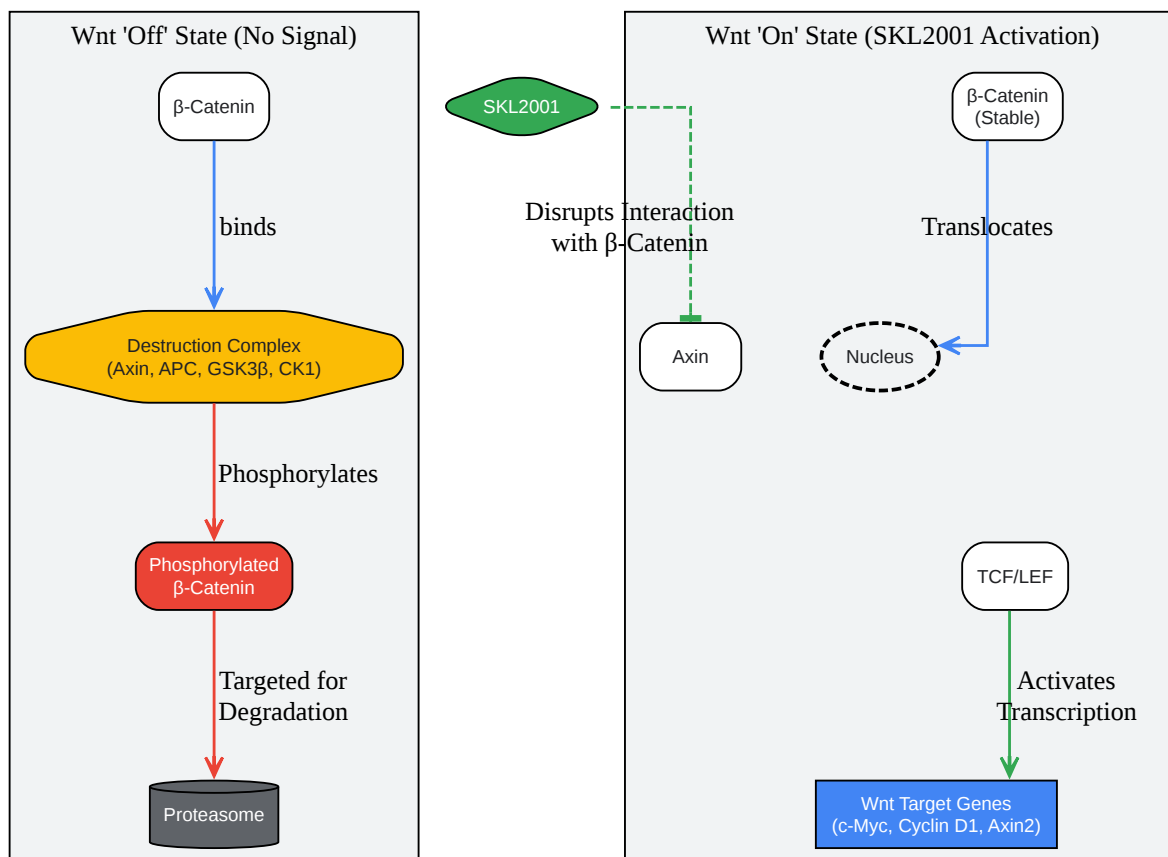 Wnt 'Off' State (No Signal)
β-Catenin
binds
Destruction Complex
(Axin, APC, GSK3β, CK1)
Phosphorylates
Phosphorylated
β-Catenin
Targeted for
Degradation
Proteasome
SKL2001
Disrupts Interaction
with β-Catenin
Wnt 'On' State (SKL2001 Activation)
β-Catenin
(Stable)
Translocates
Axin
Nucleus
TCF/LEF
Activates
Transcription
Wnt Target Genes
(c-Myc, Cyclin D1, Axin2)